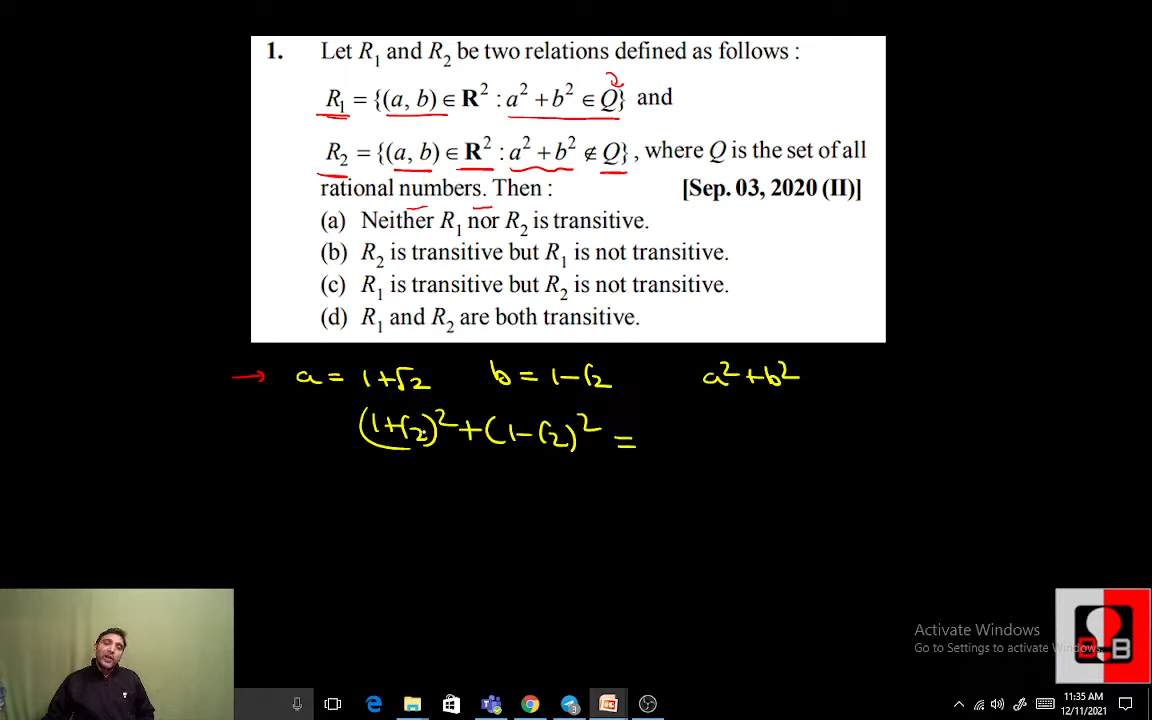 1. Let R₁ and R₂ be two relations defined as follows :
R₁ = {(a, b) ∈ R² : a² + b² ∈ Q} and
R₂ = {(a, b) ∈ R² : a² + b² ∉ Q}, where Q is the set of all
rational numbers. Then : [Sep. 03, 2020 (II)]
(a) Neither R₁ nor R₂ is transitive.
(b) R₂ is transitive but R₁ is not transitive.
(c) R₁ is transitive but R₂ is not transitive.
(d) R₁ and R₂ are both transitive.
→ a = 1+√2 b = 1-√2 a²+b²
(1+√2)²+(1-√2)² =
Activate Windows
Go to Settings to activate Windows.
B B
11:35 AM
12/11/2021